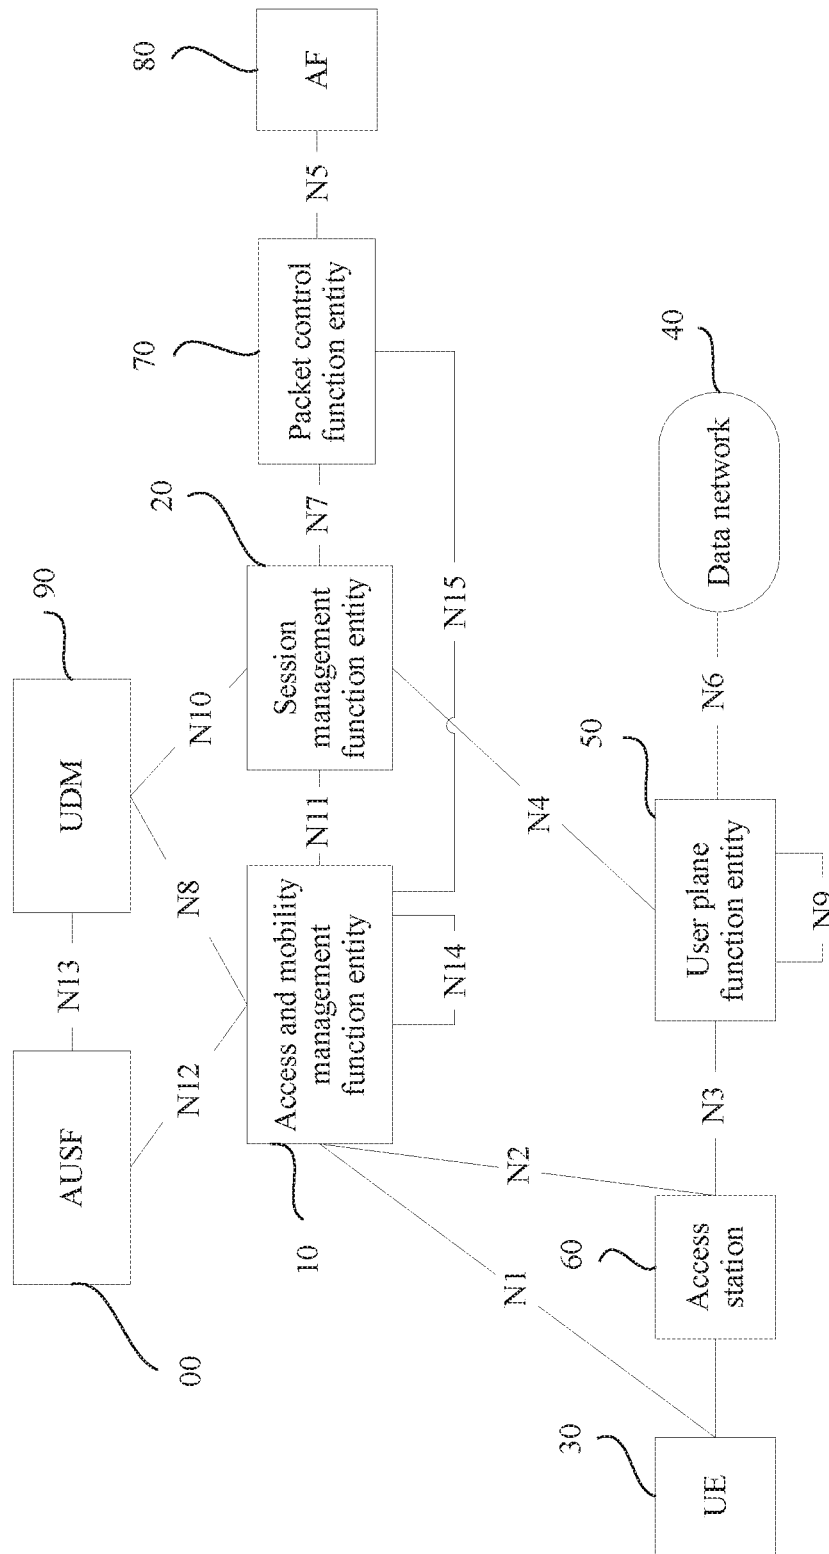 AUSF
N13
UDM
90
00
N12
N8
N10
20
70
80
10
Access and mobility
management
function entity
N11
Session
management
function entity
N7
Packet control
function entity
N5
AF
N14
N15
N1
N2
N4
30
60
50
40
UE
Access
station
N3
User plane
function entity
N6
Data network
N9